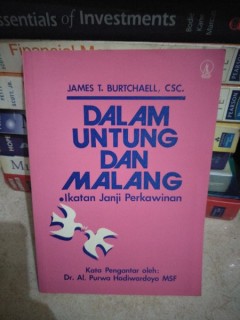 Essentials of Investments
JAMES T. BURTCHAELL, CSC.
DALAM
UNTUNG
DAN
MALANG
Ikatan Janji Perkawinan
Kata Pengantar oleh:
Dr. Al. Purwa Hadiwardoyo MSF